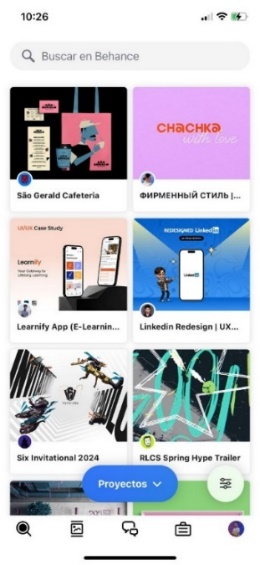 10:26
Buscar en Behance
CHACHKA
with love
São Gerald Cafeteria
ФИРМЕННЫЙ СТИЛЬ |...
UI/UX Case Study
REDESIGNED LinkedIn
Learnify
LinkedIn
Learnify App (E-Learnin...
Linkedin Redesign | UX...
Six Invitational 2024
RLCS Spring Hype Trailer
Proyectos